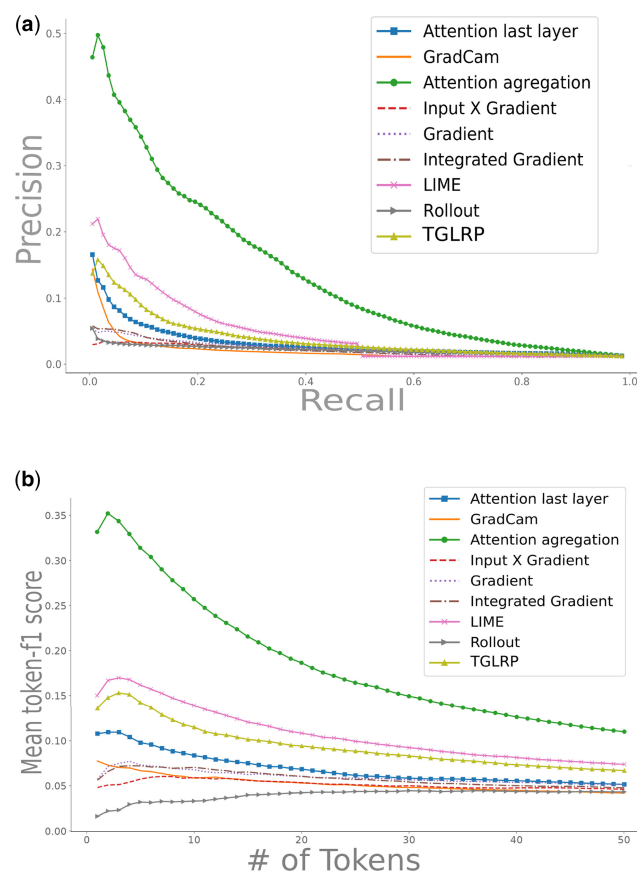 (a)
Attention last layer
GradCam
Attention agregation
Input X Gradient
Gradient
Integrated Gradient
LIME
Rollout
TGLRP
Precision
0.5
0.4
0.3
0.2
0.1
0.0
0.0 0.2 0.4 0.6 0.8 1.0
Recall
(b)
Attention last layer
GradCam
Attention agregation
Input X Gradient
Gradient
Integrated Gradient
LIME
Rollout
TGLRP
Mean token-f1 score
0.35
0.30
0.25
0.20
0.15
0.10
0.05
0.00
0 10 20 30 40 50
# of Tokens